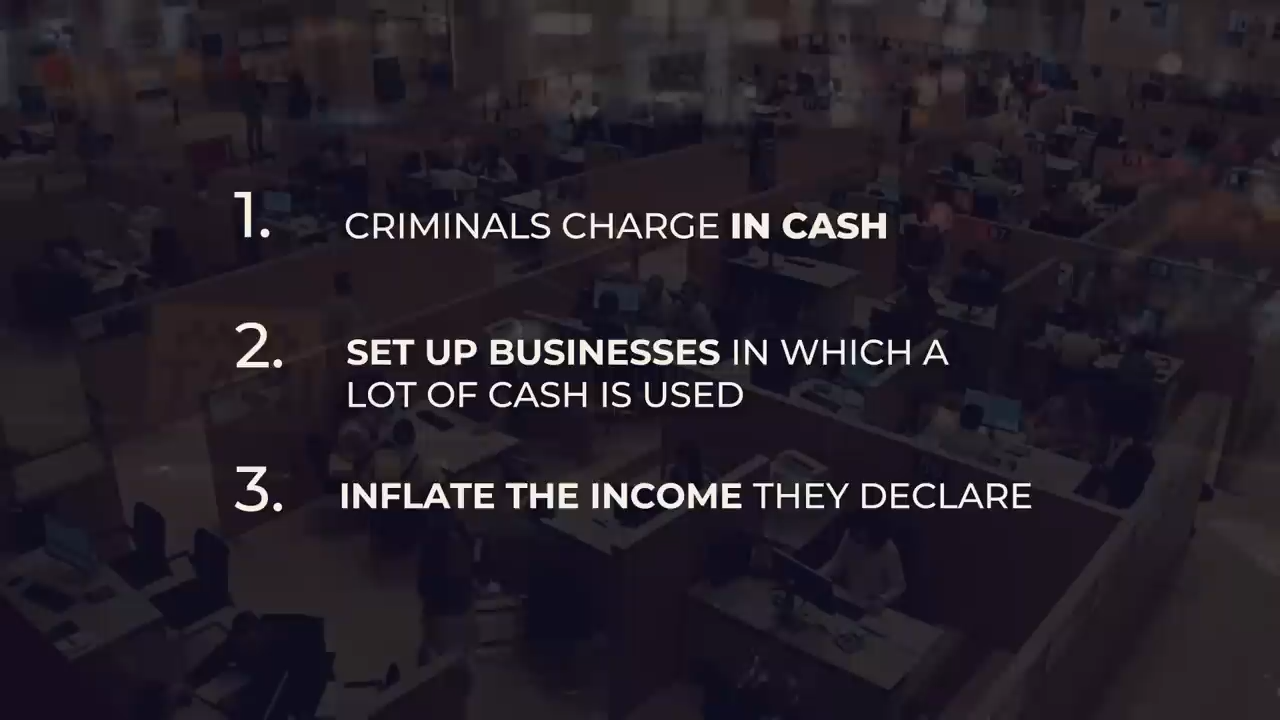 1. CRIMINALS CHARGE IN CASH
2. SET UP BUSINESSES IN WHICH A
LOT OF CASH IS USED
3. INFLATE THE INCOME THEY DECLARE